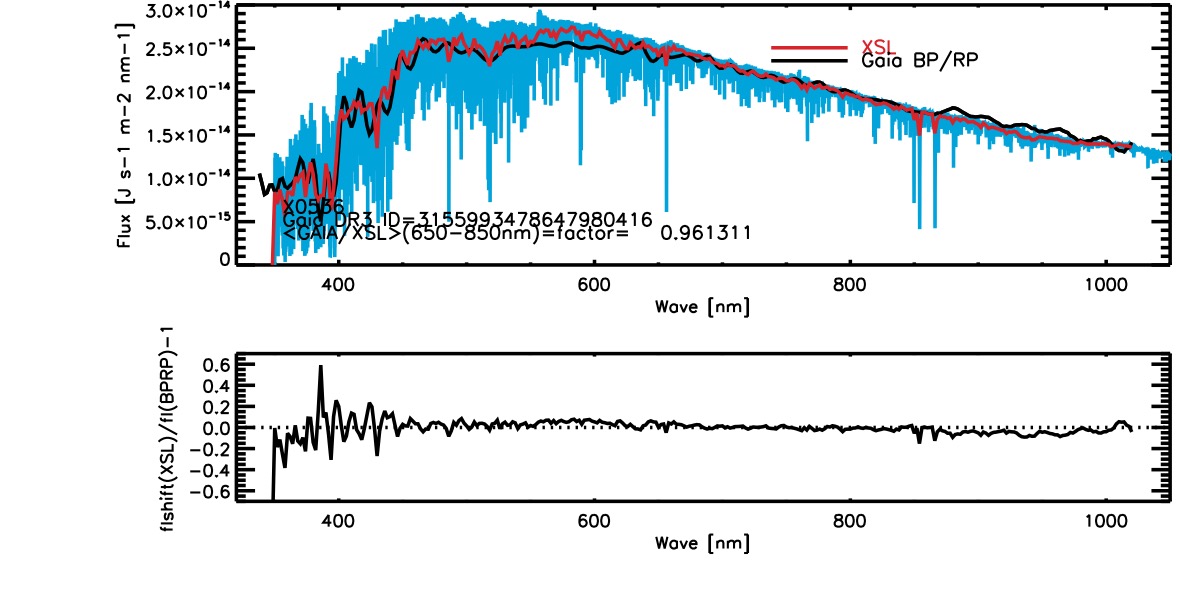 3.0×10−14
2.5×10−14
2.0×10−14
1.5×10−14
1.0×10−14
5.0×10−15
0
Flux [J s−1 m−2 nm−1]
XSL
Gaia BP/RP
X0536
Gaia DR3 ID=3155993478647980416
<GAIA/XSL>(650−850nm)=factor= 0.961311
400 600 800 1000
Wave [nm]
flshift(XSL)/fl(BPRP)−1
0.6
0.4
0.2
0.0
−0.2
−0.4
−0.6
400 600 800 1000
Wave [nm]